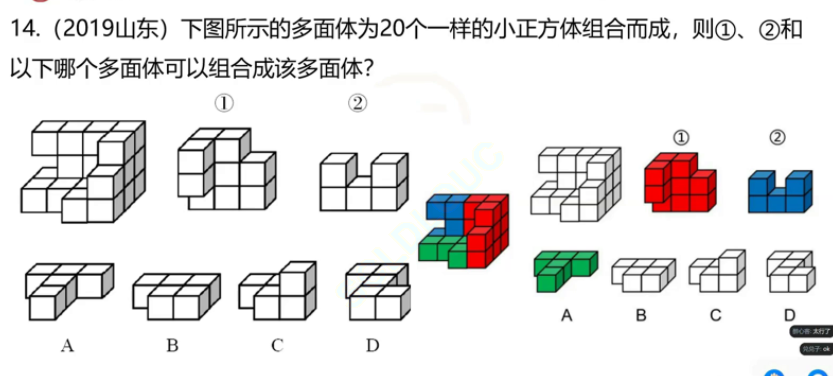 14.（2019山东）下图所示的多面体为20个一样的小正方体组合而成，则①、②和
以下哪个多面体可以组合成该多面体？
① ②
① ②
A B C D
A B C D